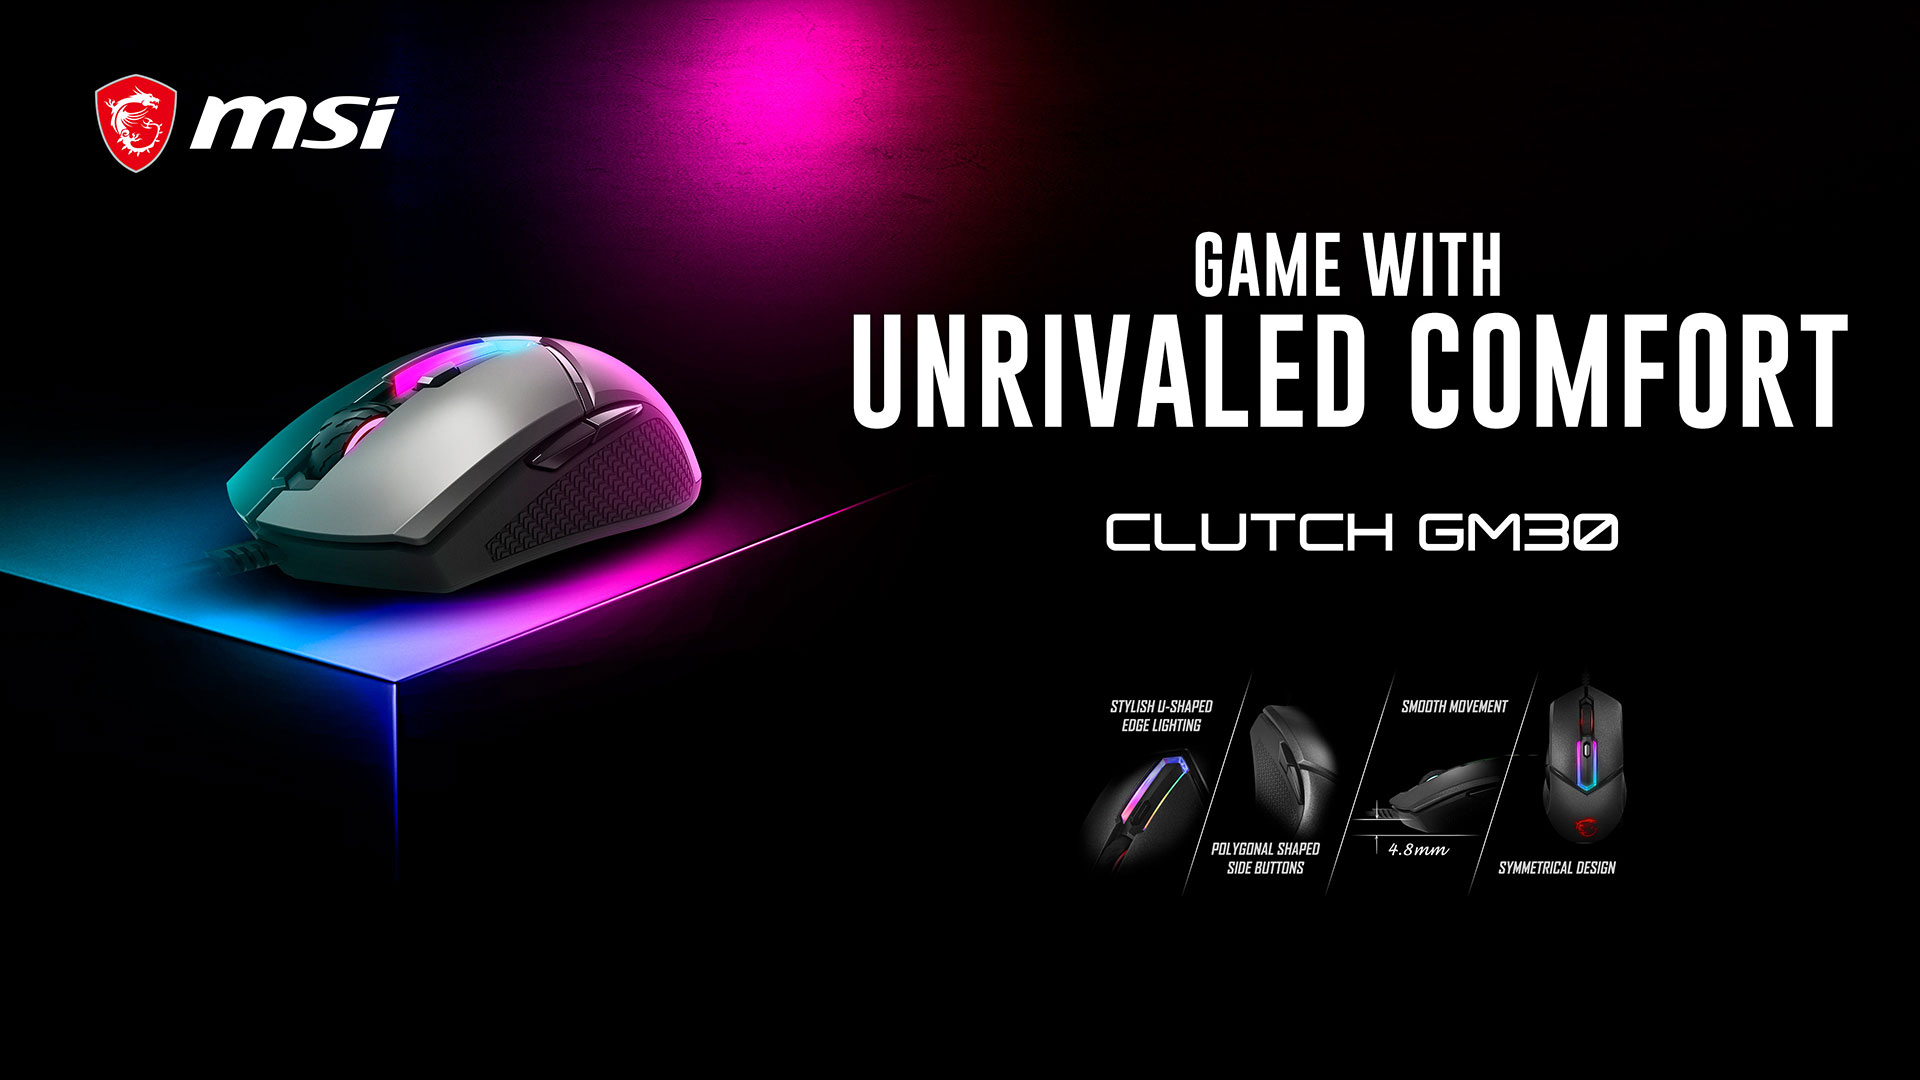 msi
GAME WITH
UNRIVALED COMFORT
CLUTCH GM30
STYLISH U-SHAPED
EDGE LIGHTING
POLYGONAL SHAPED
SIDE BUTTONS
SMOOTH MOVEMENT
4.8mm
SYMMETRICAL DESIGN